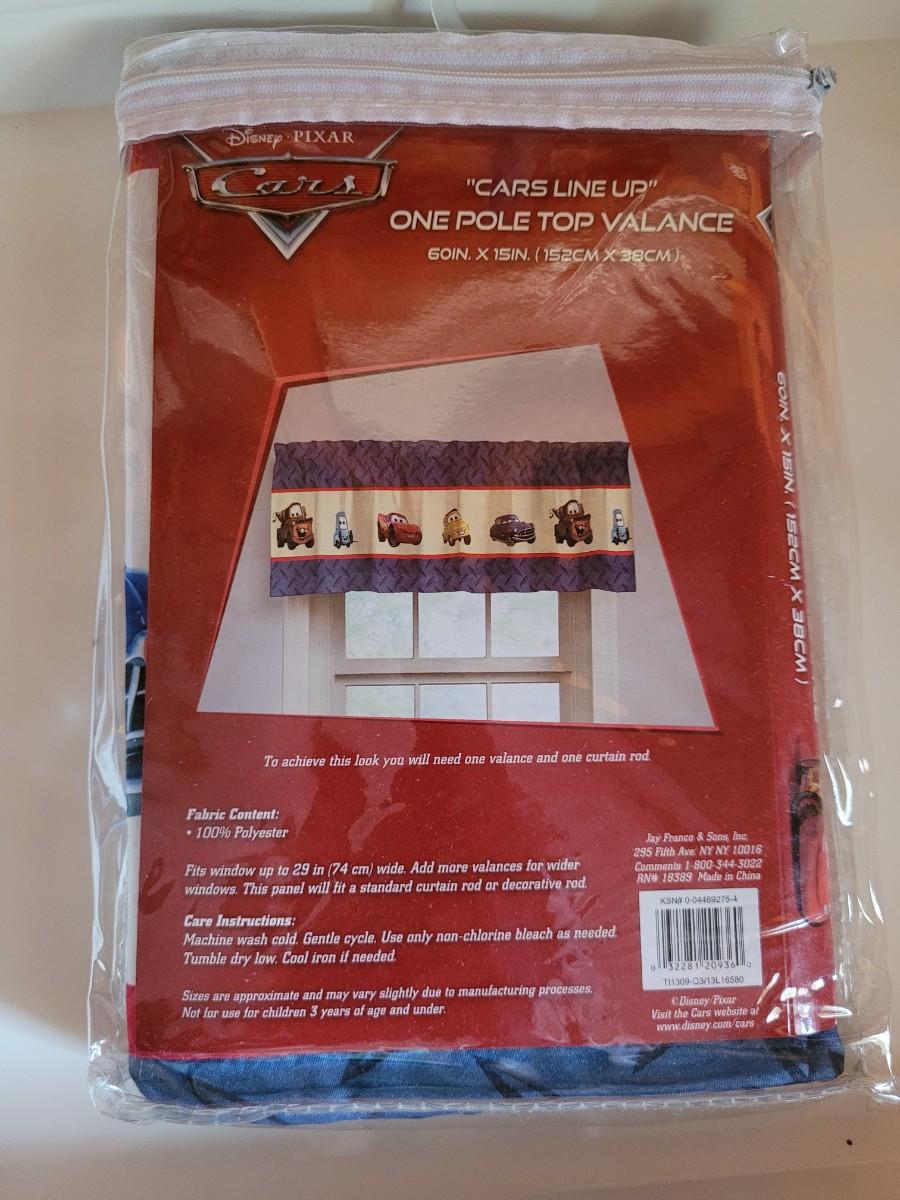 Disney · PIXAR
Cars
"CARS LINE UP"
ONE POLE TOP VALANCE
60IN. X 15IN. ( 152CM X 38CM )
60IN. X 15IN. ( 152CM X 38CM )
To achieve this look you will need one valance and one curtain rod.
Fabric Content:
• 100% Polyester
Fits window up to 29 in (74 cm) wide. Add more valances for wider
windows. This panel will fit a standard curtain rod or decorative rod.
Care Instructions:
Machine wash cold. Gentle cycle. Use only non-chlorine bleach as needed.
Tumble dry low. Cool iron if needed.
Sizes are approximate and may vary slightly due to manufacturing processes.
Not for use for children 3 years of age and under.
Jay Franco & Sons, Inc.
295 Fifth Ave. NY NY 10016
Comments 1-800-344-3022
RN# 18389 Made in China
KSN# 0-04469275-4
0 32281 20936 0
T11309-Q3/13L16580
©Disney/Pixar
Visit the Cars website at
www.disney.com/cars